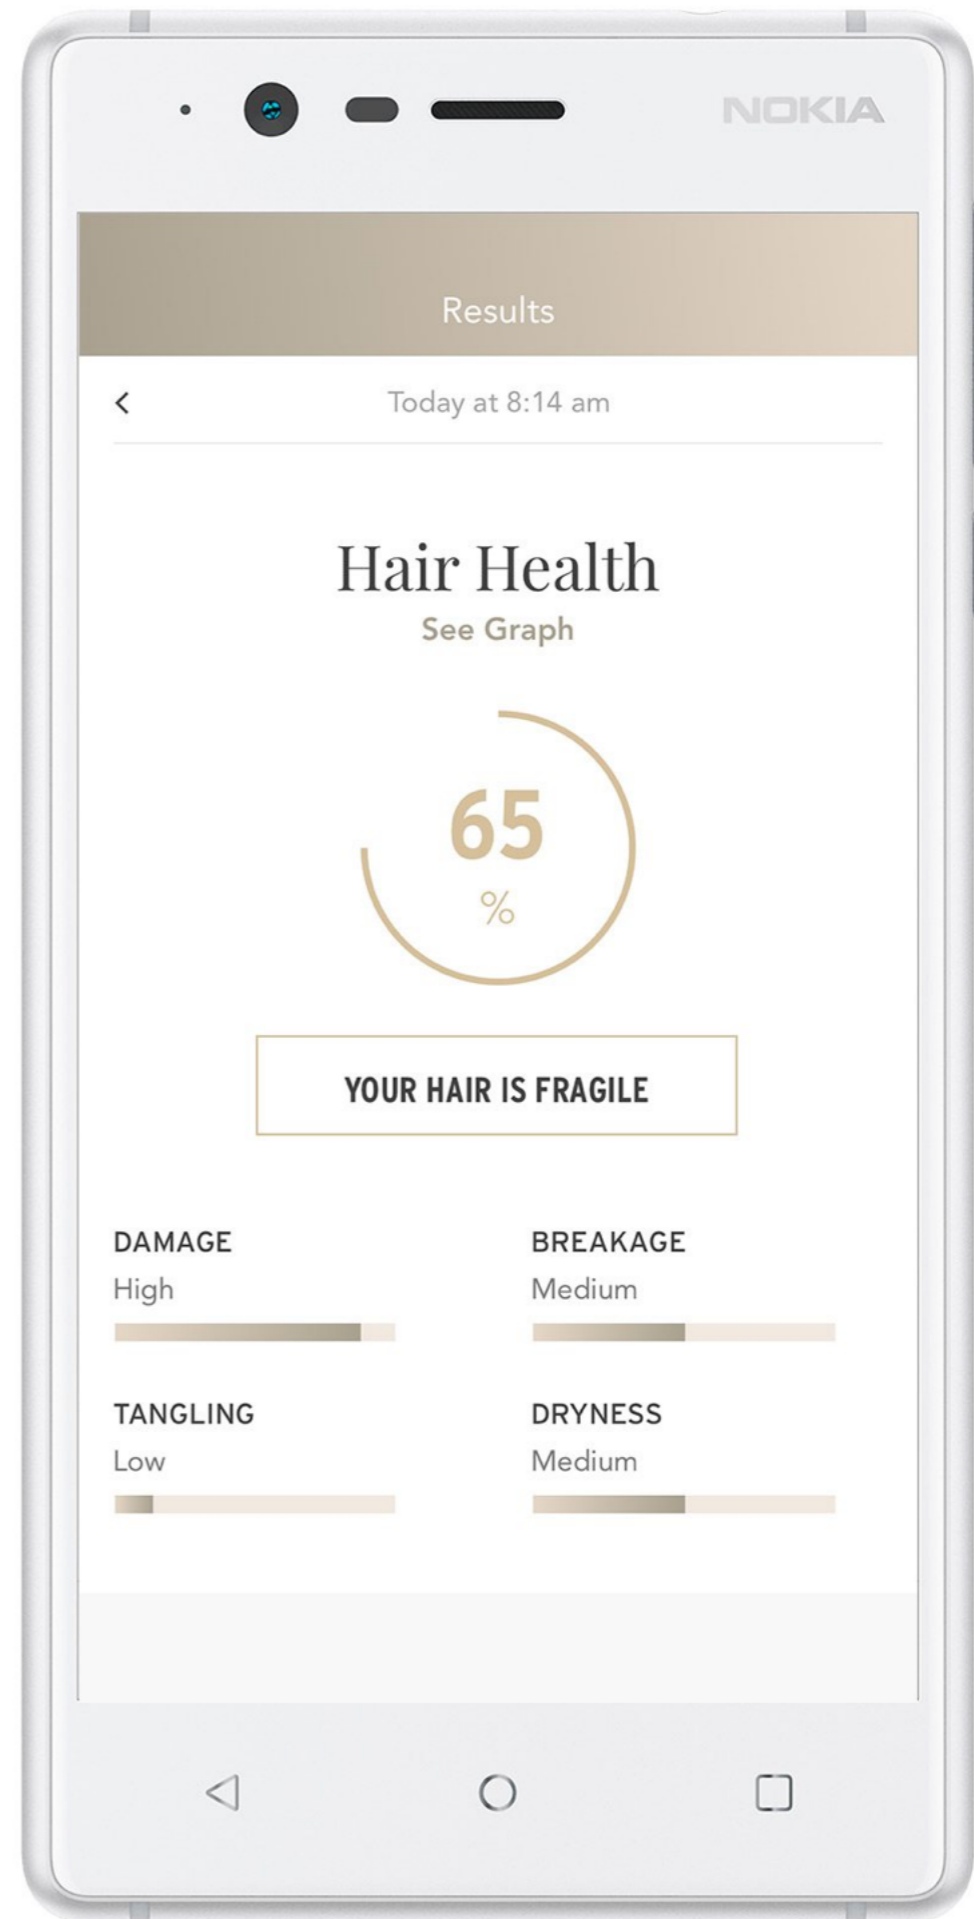 NOKIA
Results
Today at 8:14 am
Hair Health
See Graph
65
%
YOUR HAIR IS FRAGILE
DAMAGE
High
BREAKAGE
Medium
TANGLING
Low
DRYNESS
Medium